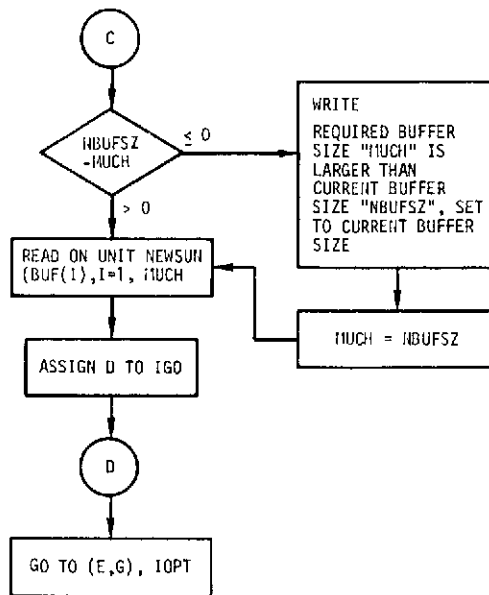 C
NBUFSZ
-MUCH
≤ 0
> 0
WRITE
REQUIRED BUFFER
SIZE "MUCH" IS
LARGER THAN
CURRENT BUFFER
SIZE "NBUFSZ", SET
TO CURRENT BUFFER
SIZE
READ ON UNIT NEWSUN
(BUF(I),I=1, MUCH
MUCH = NBUFSZ
ASSIGN D TO IGO
D
GO TO (E,G), IOPT